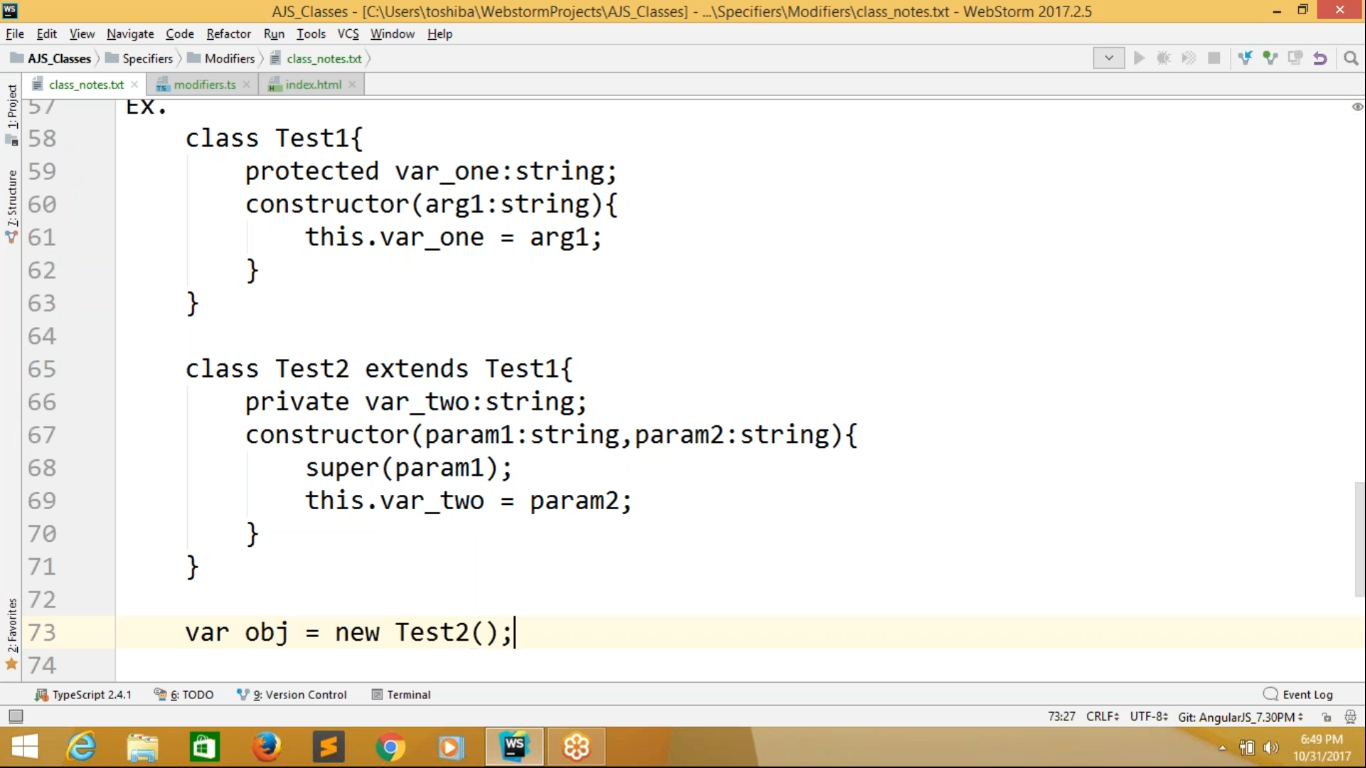 AJS_Classes - [C:\Users\toshiba\WebstormProjects\AJS_Classes] - ...\Specifiers\Modifiers\class_notes.txt - WebStorm 2017.2.5
File Edit View Navigate Code Refactor Run Tools VCS Window Help
AJS_Classes Specifiers Modifiers class_notes.txt
class_notes.txt modifiers.ts index.html
1: Project
7: Structure
2: Favorites
57 Ex.
58 class Test1{
59 protected var_one:string;
60 constructor(arg1:string){
61 this.var_one = arg1;
62 }
63 }
64
65 class Test2 extends Test1{
66 private var_two:string;
67 constructor(param1:string,param2:string){
68 super(param1);
69 this.var_two = param2;
70 }
71 }
72
73 var obj = new Test2();
74
TypeScript 2.4.1 6: TODO 9: Version Control Terminal Event Log
73:27 CRLF÷ UTF-8÷ Git: AngularJS_7.30PM÷
WS
6:49 PM
10/31/2017